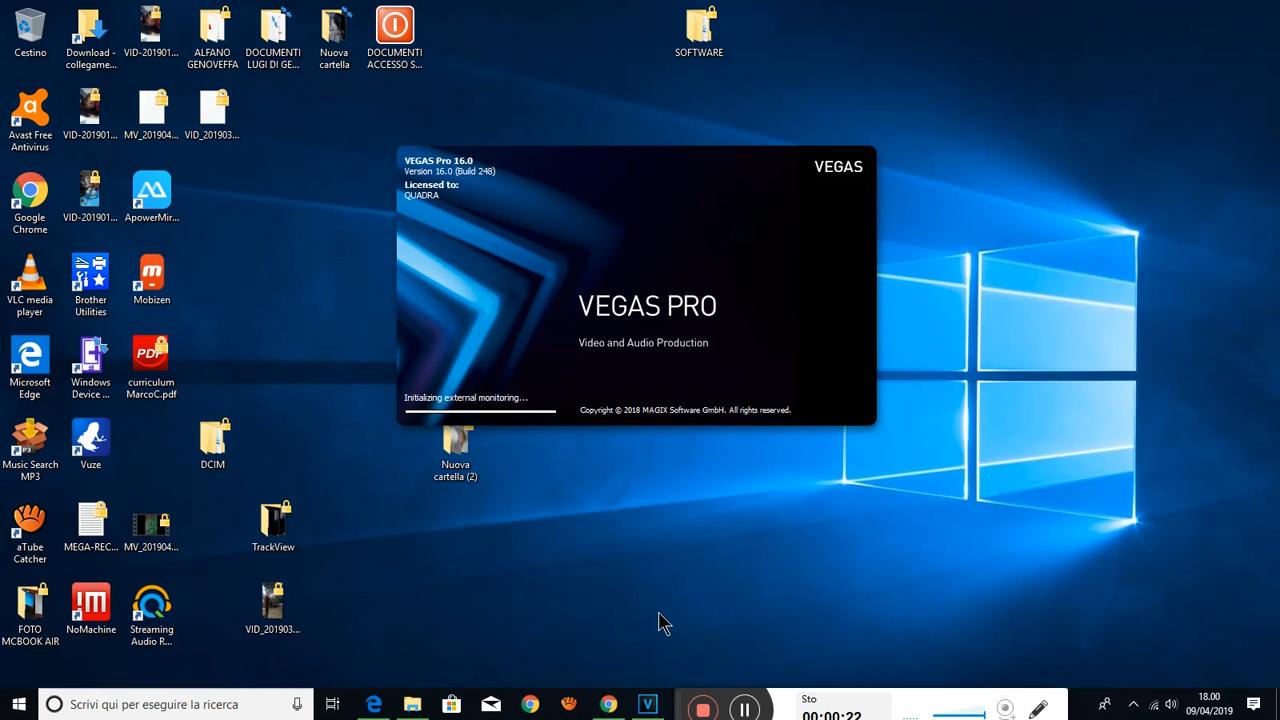 Cestino
Download -
collegame...
VID-201901...
ALFANO
GENOVEFFA
DOCUMENTI
LUGI DI GE...
Nuova
cartella
DOCUMENTI
ACCESSO S...
SOFTWARE
Avast Free
Antivirus
VID-201901...
MV_201904...
VID_201903...
Google
Chrome
VID-201901...
ApowerMir...
VLC media
player
Brother
Utilities
Mobizen
Microsoft
Edge
Windows
Device ...
PDF
curriculum
MarcoC.pdf
P3
Music Search
MP3
Vuze
DCIM
Nuova
cartella (2)
aTube
Catcher
MEGA-REC...
MV_201904...
TrackView
FOTO
MCBOOK AIR
NoMachine
Streaming
Audio R...
VID_201903...
VEGAS Pro 16.0
Version 16.0 (Build 248)
Licensed to:
QUADRA
VEGAS
VEGAS PRO
Video and Audio Production
Initializing external monitoring...
Copyright © 2018 MAGIX Software GmbH. All rights reserved.
Scrivi qui per eseguire la ricerca
V
Sto
00:00:22
18.00
09/04/2019